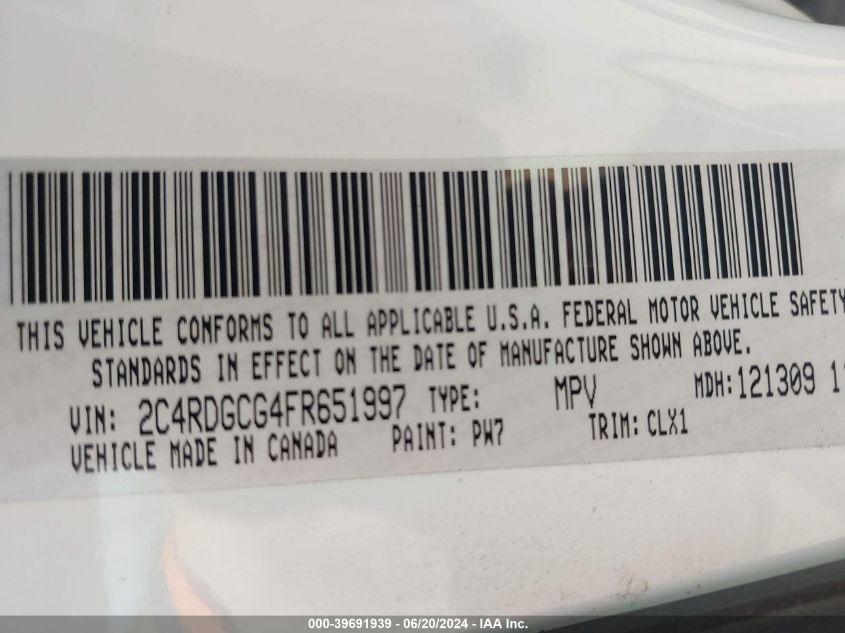 THIS VEHICLE CONFORMS TO ALL APPLICABLE U.S.A. FEDERAL MOTOR VEHICLE SAFETY
STANDARDS IN EFFECT ON THE DATE OF MANUFACTURE SHOWN ABOVE.
VIN: 2C4RDGCG4FR651997 TYPE: MPV MDH: 121309 1
VEHICLE MADE IN CANADA PAINT: PW7 TRIM: CLX1
000-39691939 - 06/20/2024 - IAA Inc.